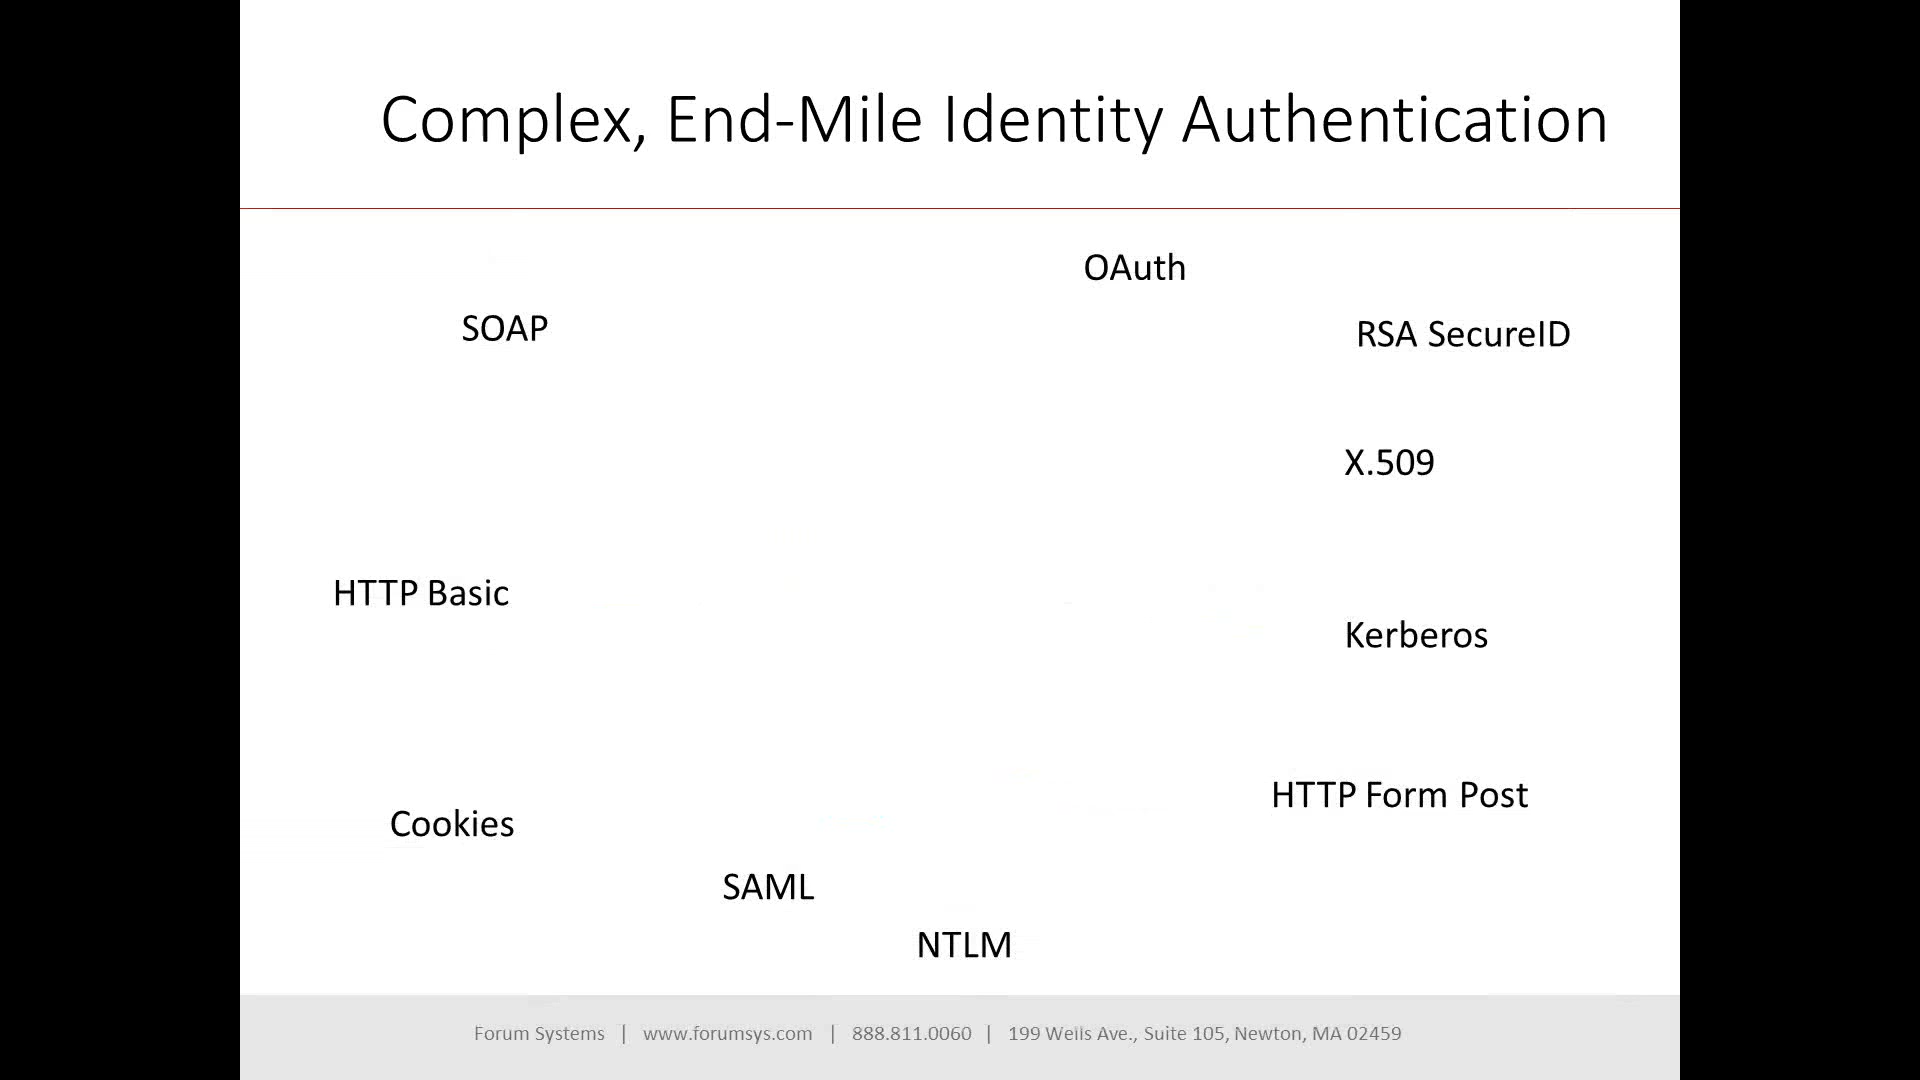 Complex, End-Mile Identity Authentication
OAuth
SOAP
RSA SecureID
X.509
HTTP Basic
Kerberos
HTTP Form Post
Cookies
SAML
NTLM
Forum Systems | www.forumsys.com | 888.811.0060 | 199 Wells Ave., Suite 105, Newton, MA 02459